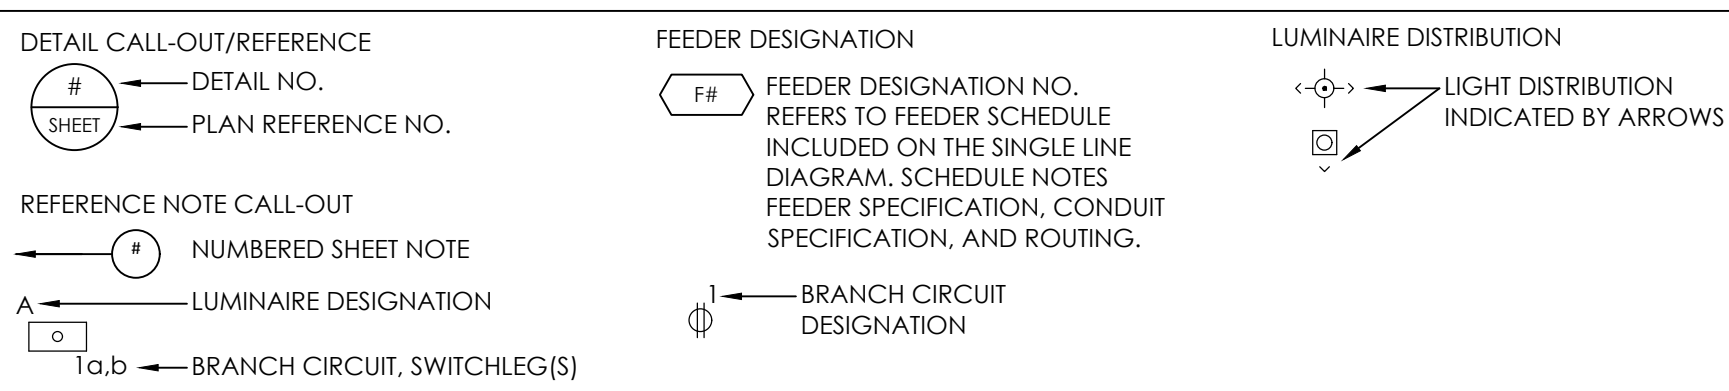 DETAIL CALL-OUT/REFERENCE
#
DETAIL NO.
SHEET
PLAN REFERENCE NO.
REFERENCE NOTE CALL-OUT
#
NUMBERED SHEET NOTE
A
LUMINAIRE DESIGNATION
1a,b
BRANCH CIRCUIT, SWITCHLEG(S)
FEEDER DESIGNATION
F#
FEEDER DESIGNATION NO.
REFERS TO FEEDER SCHEDULE
INCLUDED ON THE SINGLE LINE
DIAGRAM. SCHEDULE NOTES
FEEDER SPECIFICATION, CONDUIT
SPECIFICATION, AND ROUTING.
1
BRANCH CIRCUIT
DESIGNATION
LUMINAIRE DISTRIBUTION
LIGHT DISTRIBUTION
INDICATED BY ARROWS